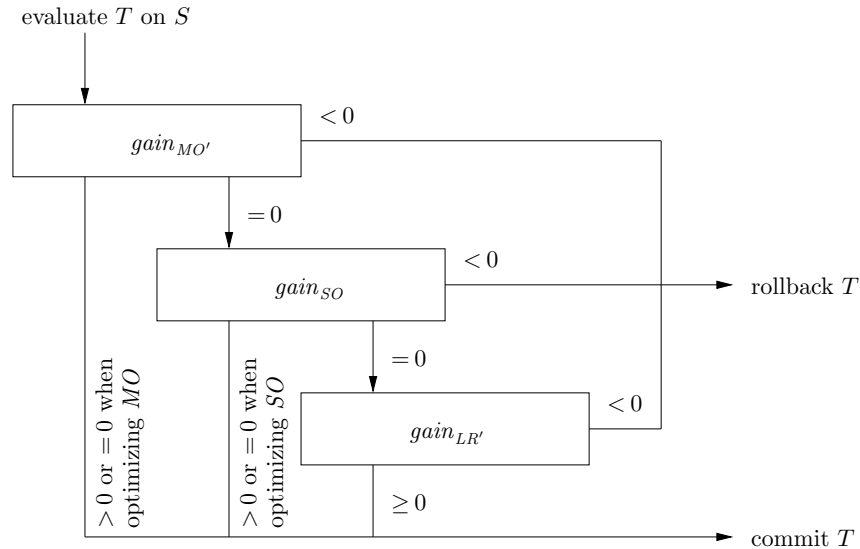 evaluate T on S
< 0
gain_{MO'}
= 0
< 0
gain_{SO}
rollback T
= 0
> 0 or = 0 when
optimizing MO
> 0 or = 0 when
optimizing SO
< 0
gain_{LR'}
≥ 0
commit T